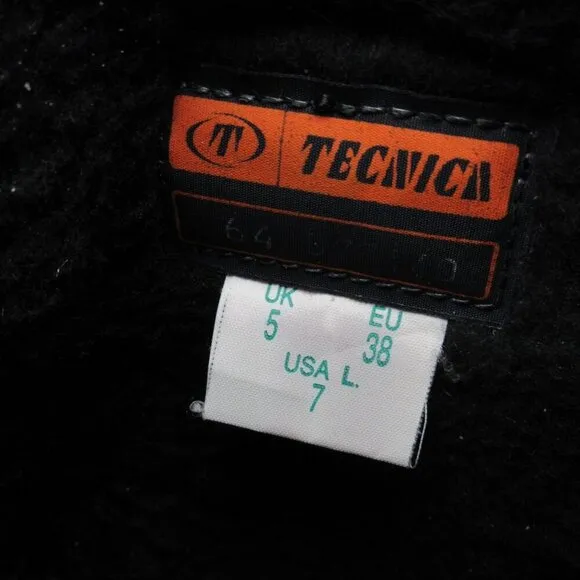 T TECNICA
64
UK EU
5 38
USA L.
7